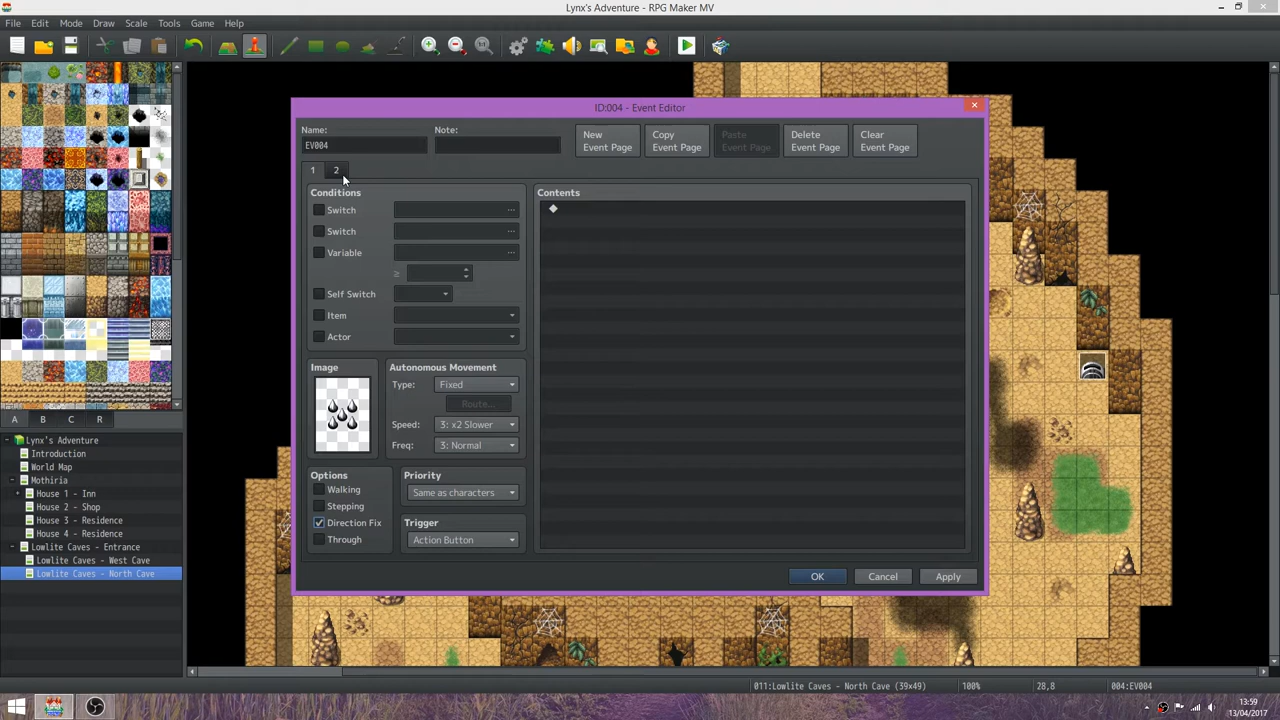 Lynx's Adventure - RPG Maker MV
File Edit Mode Draw Scale Tools Game Help
ID:004 - Event Editor
Name: Note:
EV004
New Event Page
Copy Event Page
Paste Event Page
Delete Event Page
Clear Event Page
1 2
Conditions
Switch ...
Switch ...
Variable ...
≥
Self Switch
Item
Actor
Contents
Image
Autonomous Movement
Type: Fixed
Route...
Speed: 3: x2 Slower
Freq: 3: Normal
Options
Walking
Stepping
Direction Fix
Through
Priority
Same as characters
Trigger
Action Button
OK Cancel Apply
A B C R
Lynx's Adventure
Introduction
World Map
Mothiria
House 1 - Inn
House 2 - Shop
House 3 - Residence
House 4 - Residence
Lowlite Caves - Entrance
Lowlite Caves - West Cave
Lowlite Caves - North Cave
011:Lowlite Caves - North Cave (39x49) 100% 28,8 004:EV004
13:59
13/04/2017